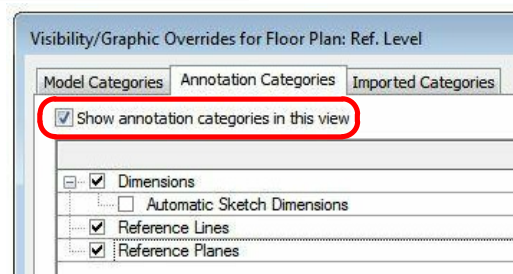 Visibility/Graphic Overrides for Floor Plan: Ref. Level
Model Categories Annotation Categories Imported Categories
Show annotation categories in this view
Dimensions
Automatic Sketch Dimensions
Reference Lines
Reference Planes